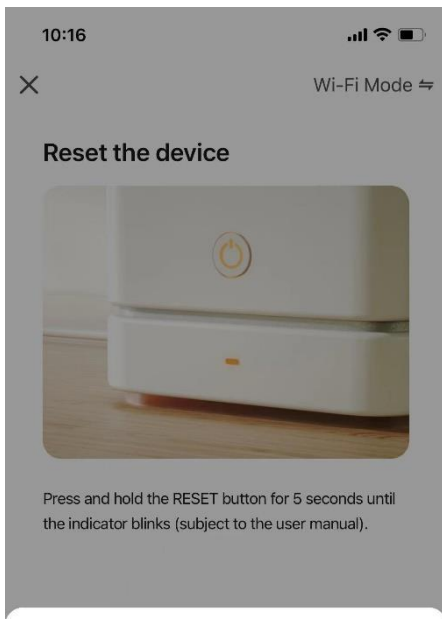 10:16
Wi-Fi Mode ⇋
Reset the device
Press and hold the RESET button for 5 seconds until
the indicator blinks (subject to the user manual).